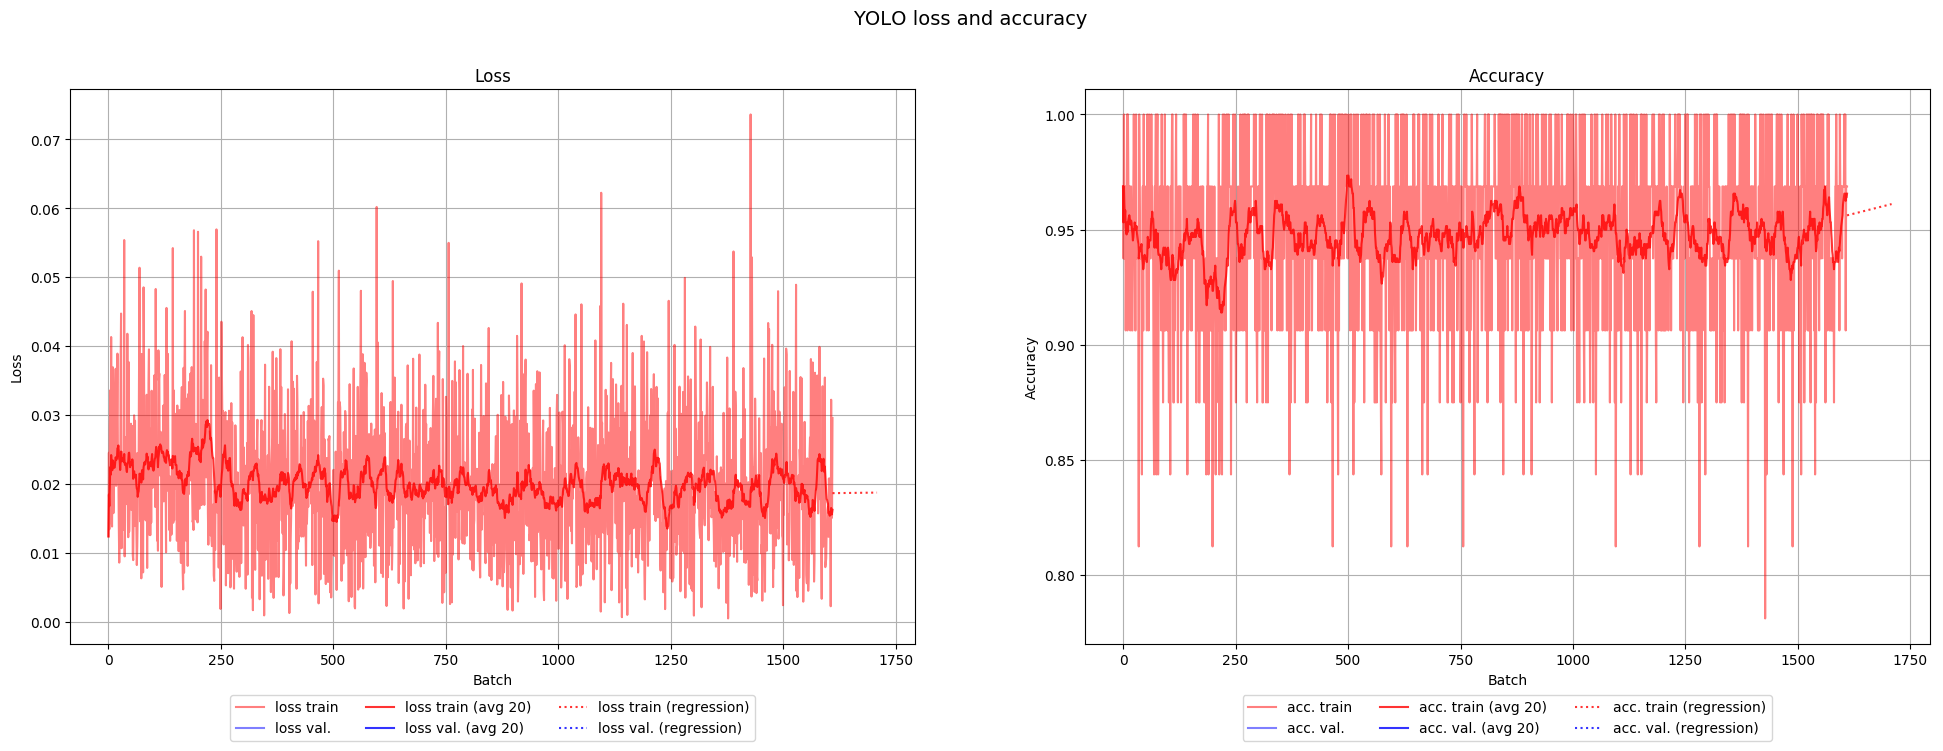 YOLO loss and accuracy
Loss
Loss
0.07
0.06
0.05
0.04
0.03
0.02
0.01
0.00
0 250 500 750 1000 1250 1500 1750
Batch
loss train loss train (avg 20) loss train (regression)
loss val. loss val. (avg 20) loss val. (regression)
Accuracy
Accuracy
1.00
0.95
0.90
0.85
0.80
0 250 500 750 1000 1250 1500 1750
Batch
acc. train acc. train (avg 20) acc. train (regression)
acc. val. acc. val. (avg 20) acc. val. (regression)